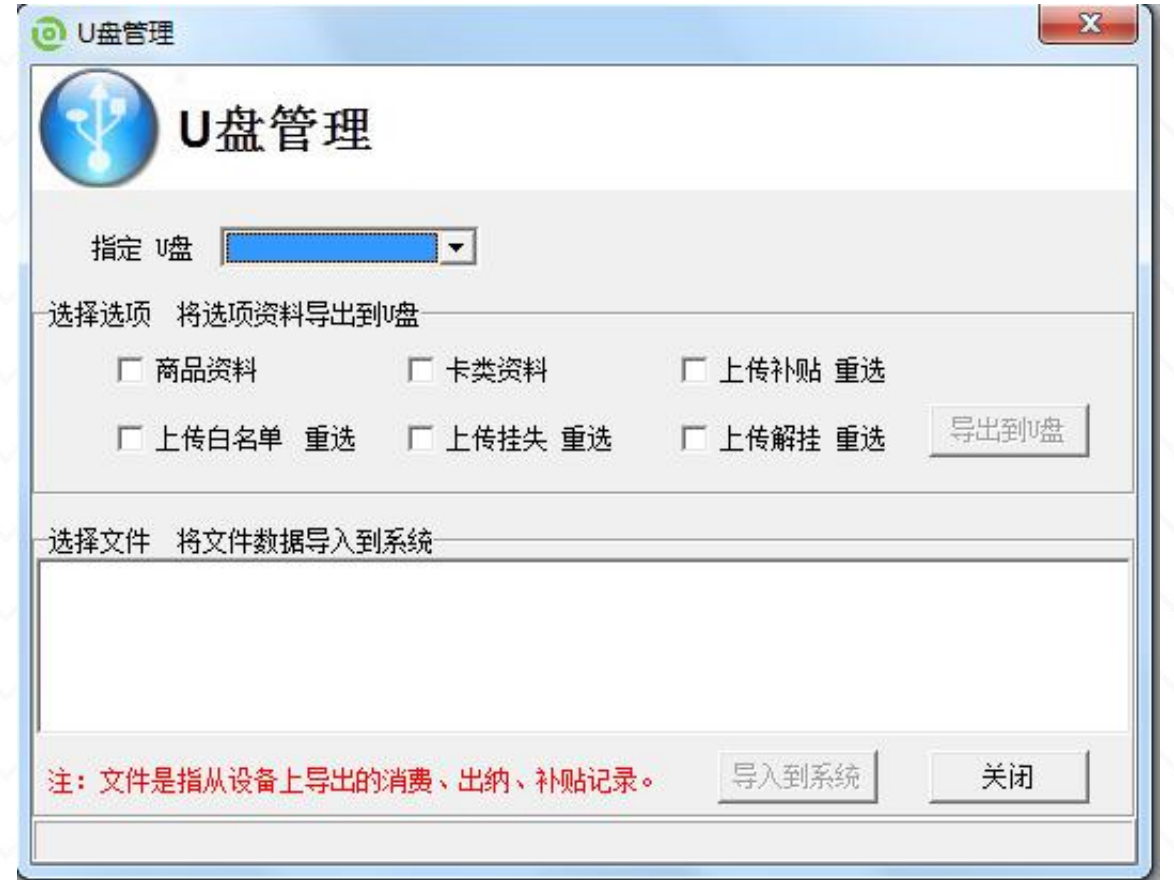 U盘管理
U盘管理
指定 U盘
选择选项 将选项资料导出到U盘
商品资料 卡类资料 上传补贴 重选
上传白名单 重选 上传挂失 重选 上传解挂 重选 导出到U盘
选择文件 将文件数据导入到系统
注：文件是指从设备上导出的消费、出纳、补贴记录。 导入到系统 关闭